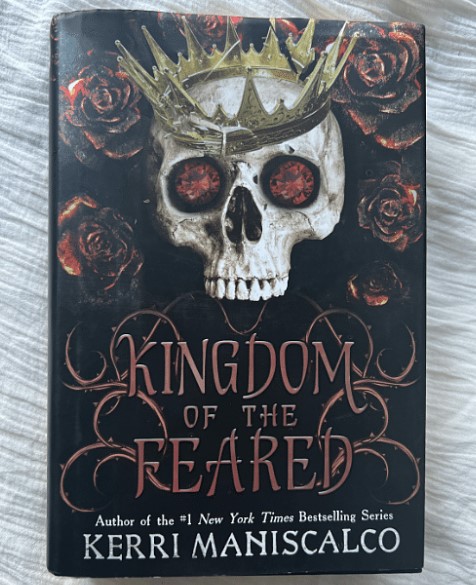 KINGDOM
OF THE
FEARED
Author of the #1 New York Times Bestselling Series
KERRI MANISCALCO